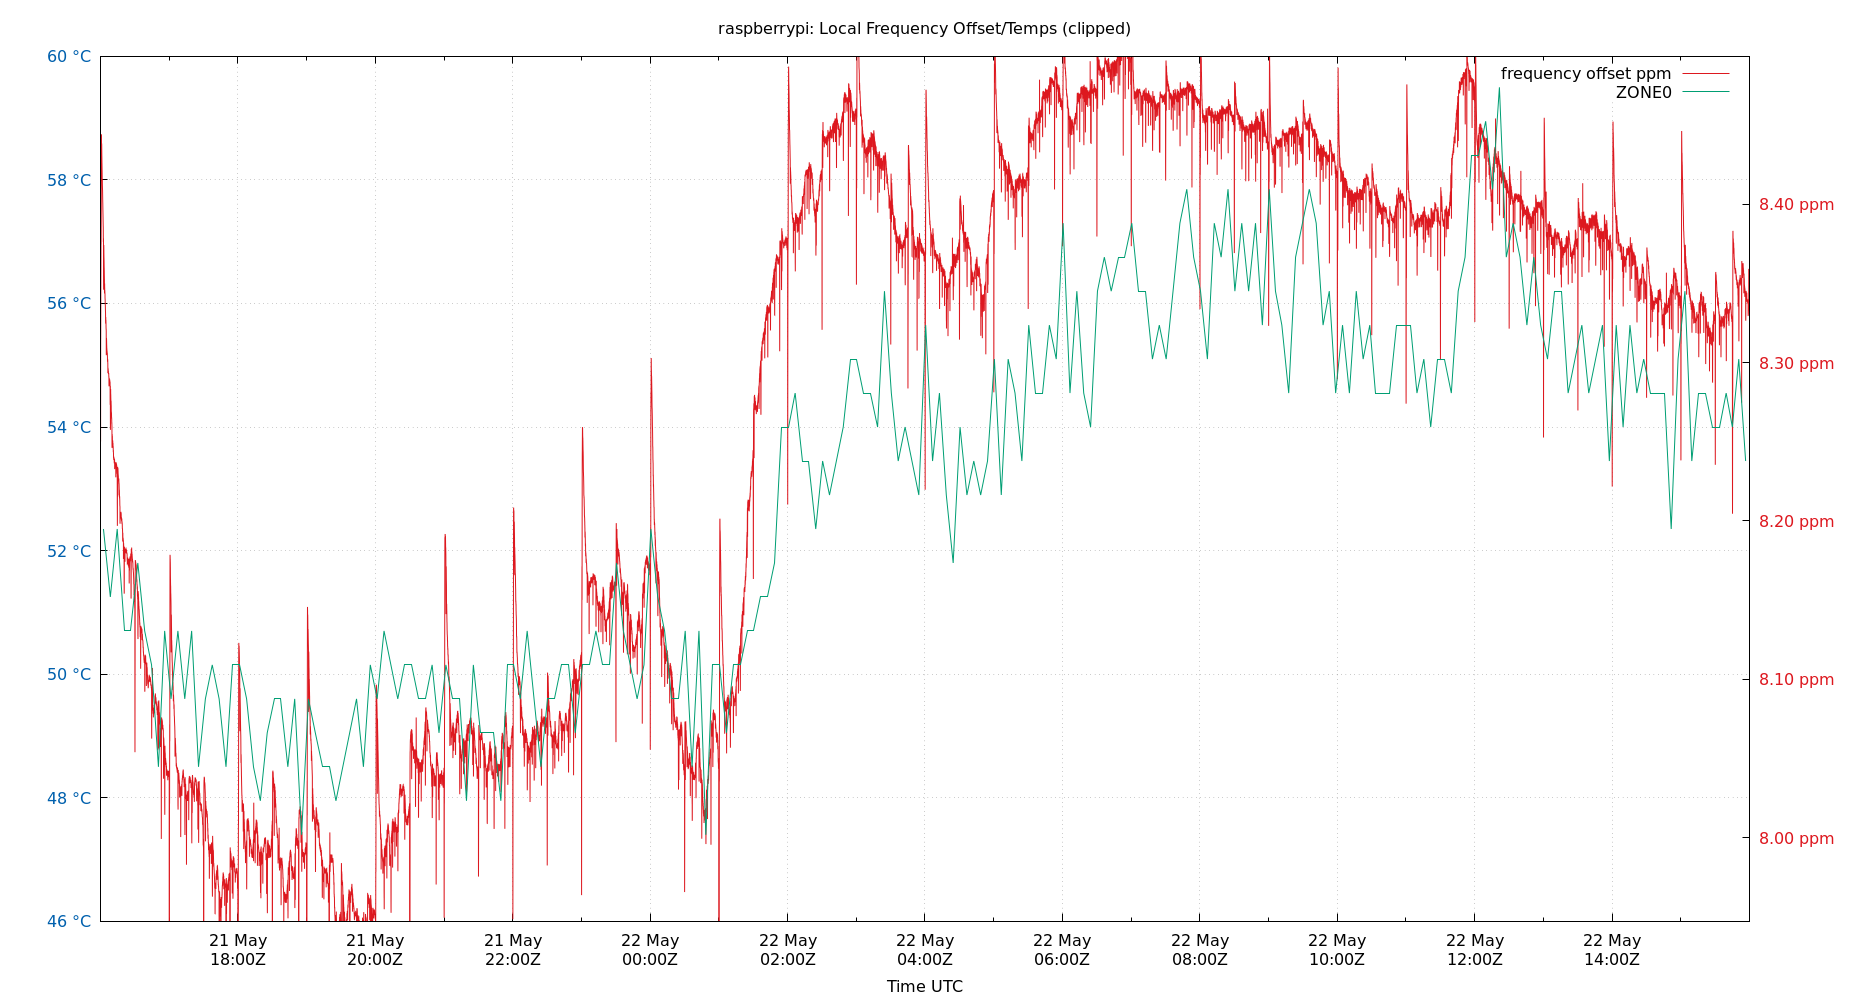 raspberrypi: Local Frequency Offset/Temps (clipped)
frequency offset ppm
ZONE0
60 °C
58 °C
56 °C
54 °C
52 °C
50 °C
48 °C
46 °C
8.40 ppm
8.30 ppm
8.20 ppm
8.10 ppm
8.00 ppm
21 May
18:00Z
21 May
20:00Z
21 May
22:00Z
22 May
00:00Z
22 May
02:00Z
22 May
04:00Z
22 May
06:00Z
22 May
08:00Z
22 May
10:00Z
22 May
12:00Z
22 May
14:00Z
Time UTC